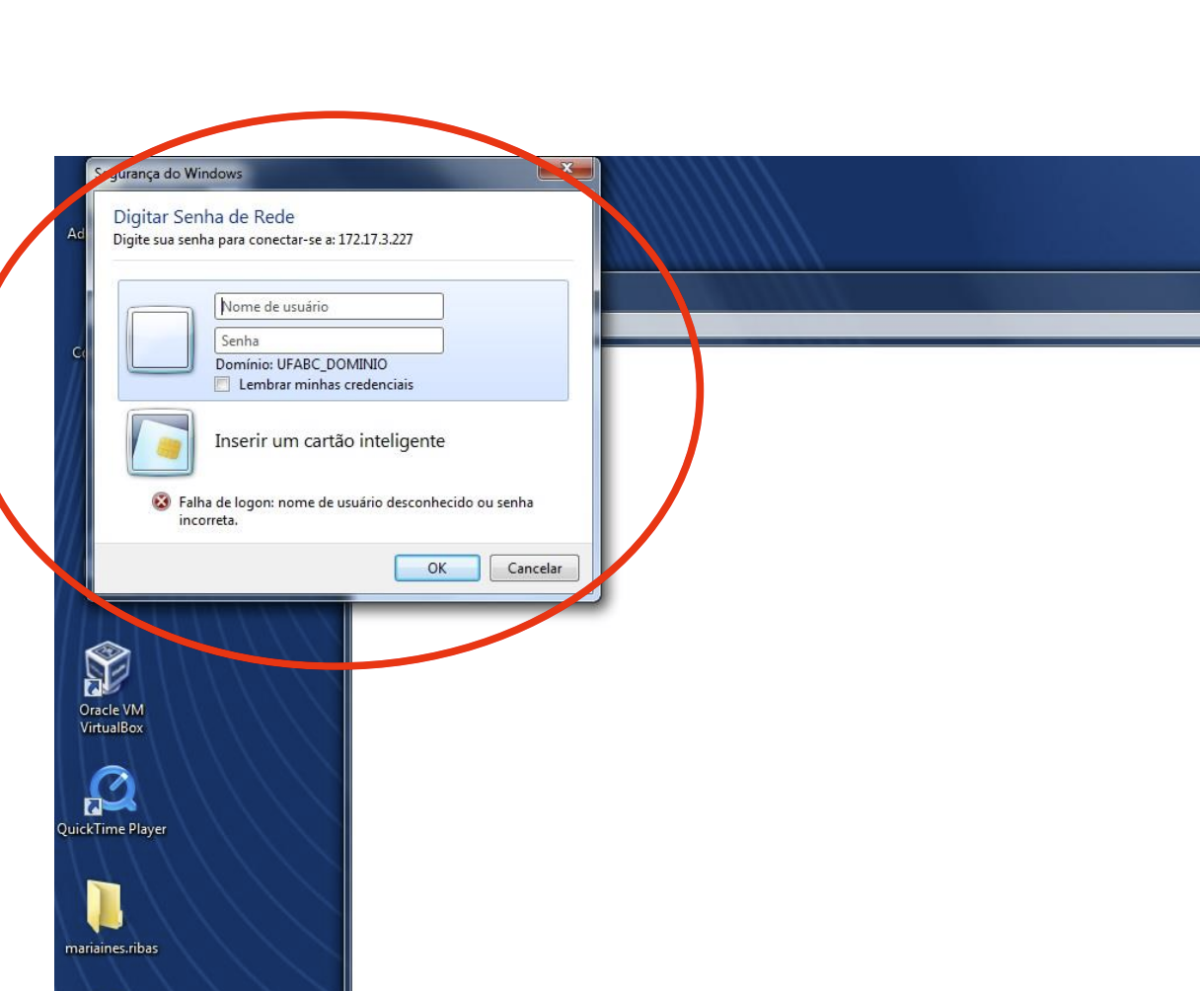 Segurança do Windows
Digitar Senha de Rede
Digite sua senha para conectar-se a: 172.17.3.227
Nome de usuário
Senha
Domínio: UFABC_DOMINIO
Lembrar minhas credenciais
Inserir um cartão inteligente
Falha de logon: nome de usuário desconhecido ou senha
incorreta.
OK Cancelar
Oracle VM
VirtualBox
QuickTime Player
mariaines.ribas